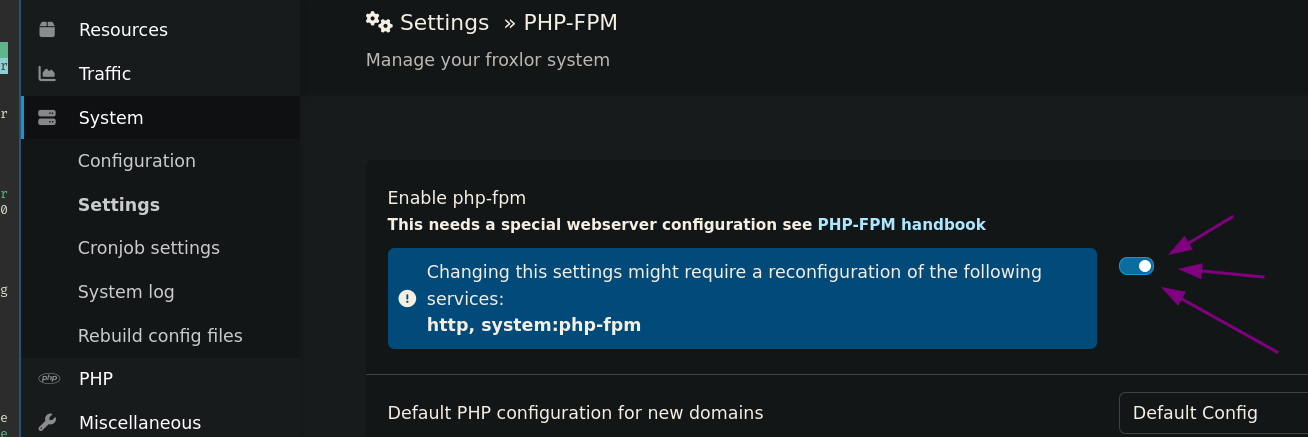 Resources
Traffic
System
Configuration
Settings
Cronjob settings
System log
Rebuild config files
php PHP
Miscellaneous
Settings » PHP-FPM
Manage your froxlor system
Enable php-fpm
This needs a special webserver configuration see PHP-FPM handbook
Changing this settings might require a reconfiguration of the following
services:
http, system:php-fpm
Default PHP configuration for new domains
Default Config